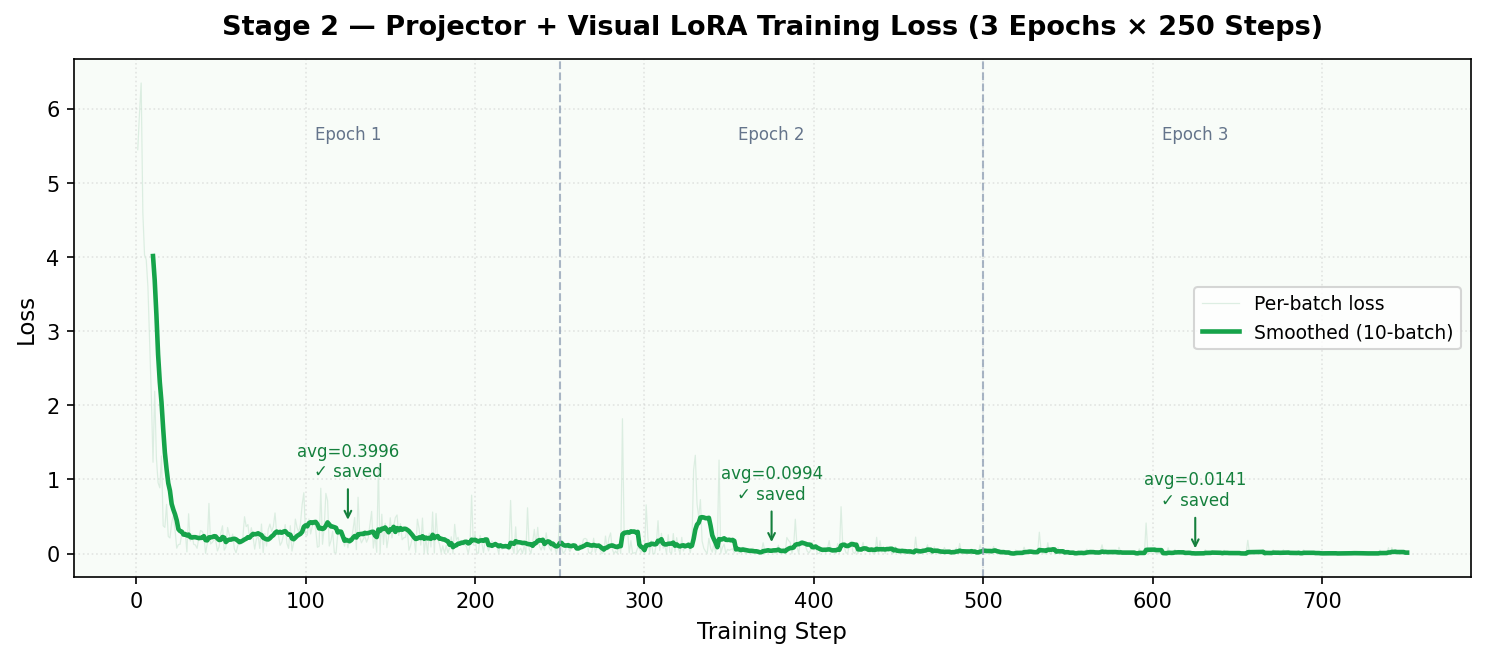 Stage 2 — Projector + Visual LoRA Training Loss (3 Epochs × 250 Steps)
Loss
6
5
4
3
2
1
0
Epoch 1
Epoch 2
Epoch 3
Per-batch loss
Smoothed (10-batch)
avg=0.3996
✓ saved
avg=0.0994
✓ saved
avg=0.0141
✓ saved
0
100
200
300
400
500
600
700
Training Step